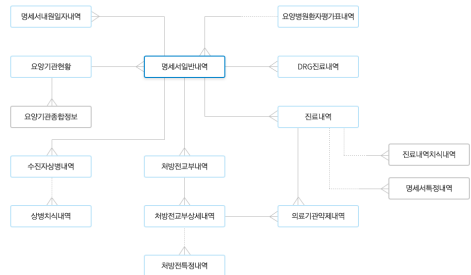 명세서내원일자내역
요양병원환자평가표내역
요양기관현황
명세서일반내역
DRG진료내역
요양기관종합정보
진료내역
진료내역치식내역
수진자상병내역
처방전교부내역
명세서특정내역
상병치식내역
처방전교부상세내역
의료기관약제내역
처방전특정내역